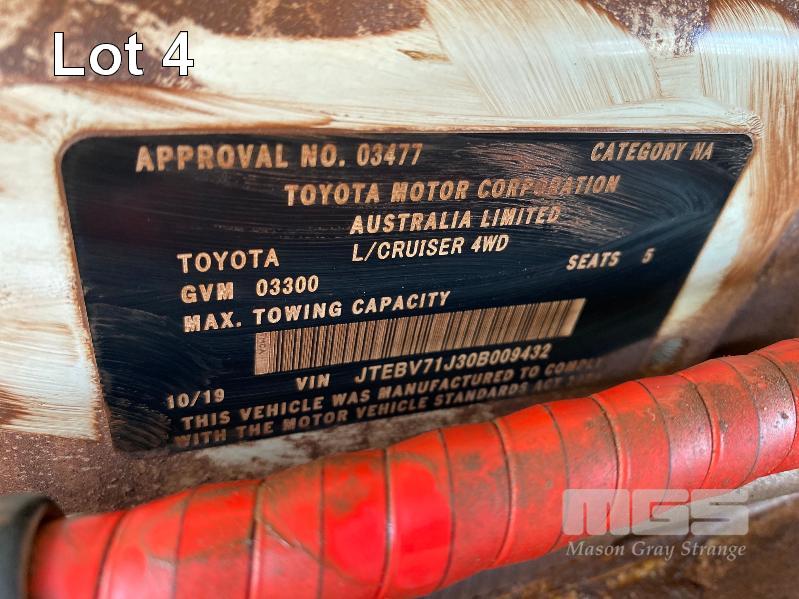 Lot 4
APPROVAL NO. 03477 CATEGORY NA
TOYOTA MOTOR CORPORATION
AUSTRALIA LIMITED
TOYOTA L/CRUISER 4WD
GVM 03300 SEATS 5
MAX. TOWING CAPACITY
10/19 VIN JTEBV71J30B009432
THIS VEHICLE WAS MANUFACTURED TO COMPLY
WITH THE MOTOR VEHICLE STANDARDS ACT
MGS
Mason Gray Strange